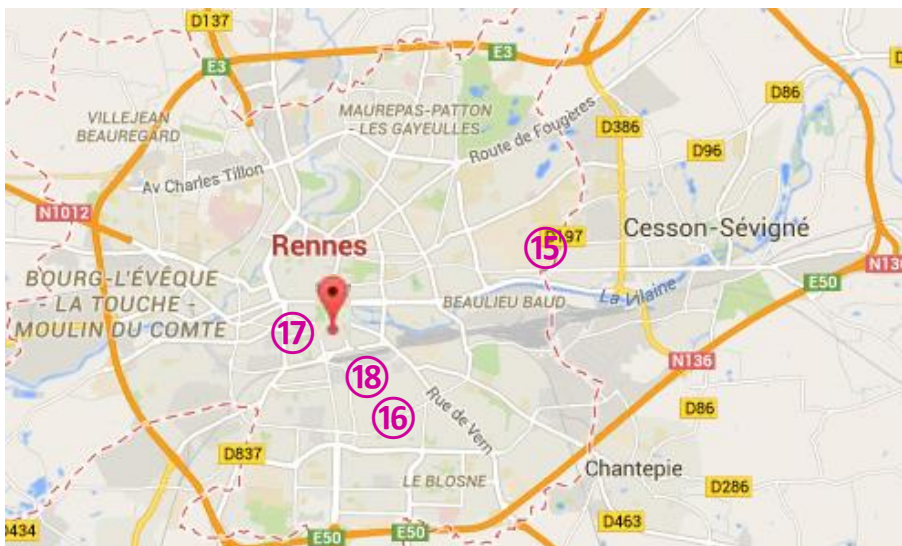 D137
E3
E3
D86
VILLEJEAN
BEAUREGARD
MAUREPAS-PATTON
- LES GAYEULLES
Route de Fougères
D386
D96
Av Charles Tillon
N1012
Rennes
15
Cesson-Sévigné
BOURG-L'ÉVÊQUE
- LA TOUCHE -
MOULIN DU COMTE
BEAULIEU BAUD
La Vilaine
E50
17
N136
18
16
Rue de Vern
D86
D837
LE BLOSNE
Chantepie
D286
D434
E50
E50
D463